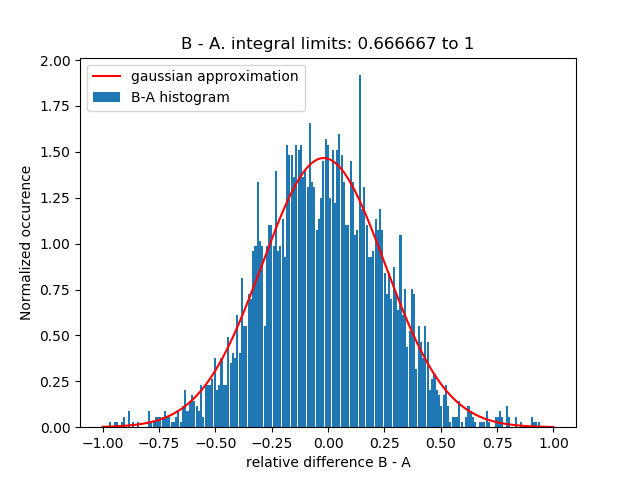 B - A. integral limits: 0.666667 to 1
gaussian approximation
B-A histogram
Normalized occurence
2.00
1.75
1.50
1.25
1.00
0.75
0.50
0.25
0.00
−1.00 −0.75 −0.50 −0.25 0.00 0.25 0.50 0.75 1.00
relative difference B - A